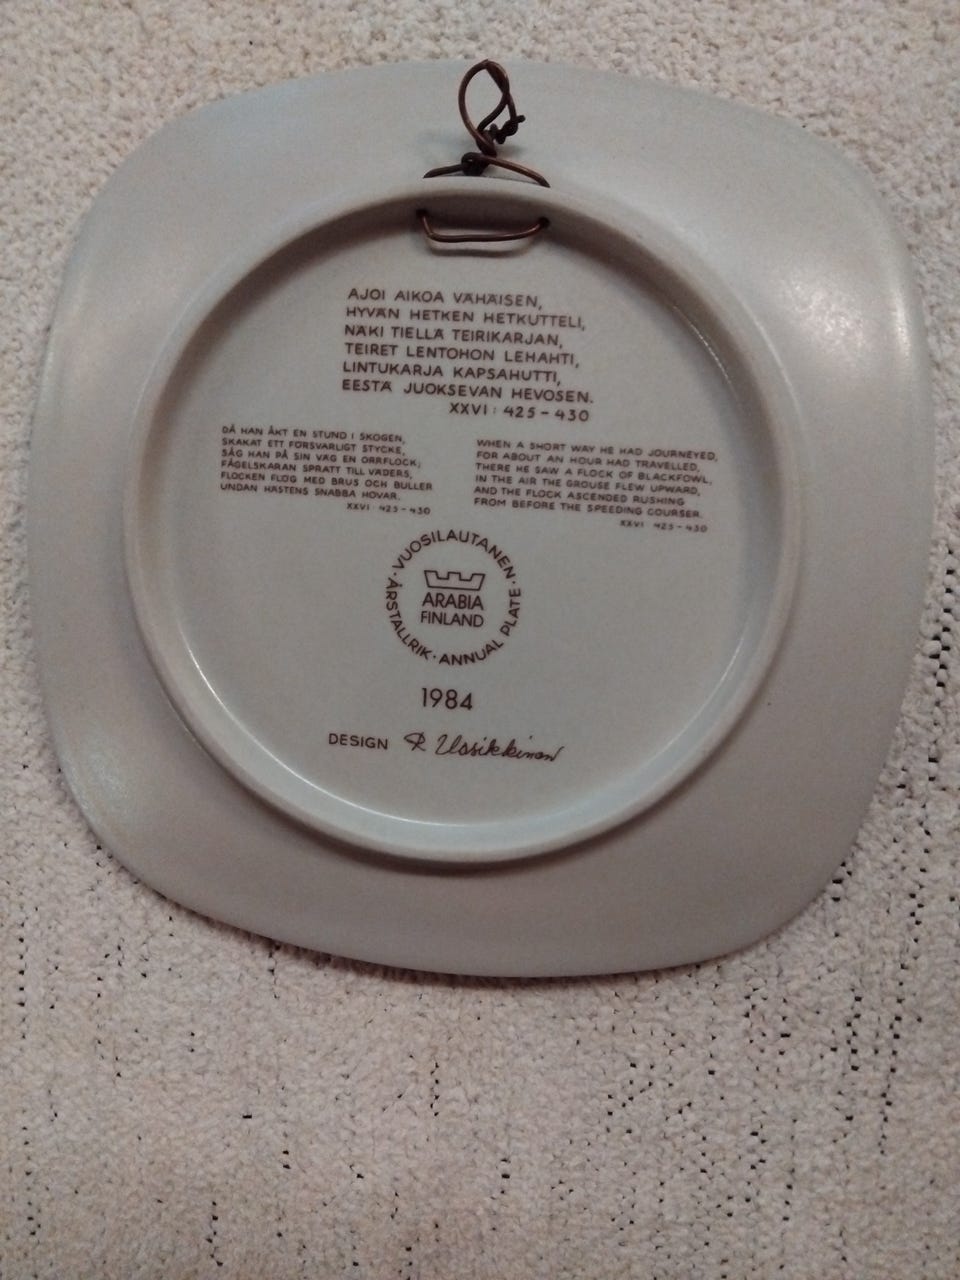 AJOI AIKOA VÄHÄISEN,
HYVÄN HETKEN HETKUTTELI,
NÄKI TIELLÄ TEIRIKARJAN,
TEIRET LENTOHON LEHAHTI,
LINTUKARJA KAPSAHUTTI,
EESTÄ JUOKSEVAN HEVOSEN.
XXVI: 425-430
DÅ HAN ÅKT EN STUND I SKOGEN,
SKAKAT ETT FÖRSVARLIGT STYCKE,
SÅG HAN PÅ SIN VÄG EN ORRFLOCK;
FÅGELSKARAN SPRATT TILL VÄDERS,
FLOCKEN FLÖG MED BRUS OCH BULLER
UNDAN HÄSTENS SNABBA HOVAR.
XXVI 425-430
WHEN A SHORT WAY HE HAD JOURNEYED,
FOR ABOUT AN HOUR HAD TRAVELLED,
THERE HE SAW A FLOCK OF BLACKFOWL,
IN THE AIR THE GROUSE FLEW UPWARD,
AND THE FLOCK ASCENDED RUSHING
FROM BEFORE THE SPEEDING COURSER.
XXVI 425-430
· VUOSILAUTANEN · ANNUAL PLATE · ÅRSTALLRIK
ARABIA
FINLAND
1984
DESIGN R Uosikkinen